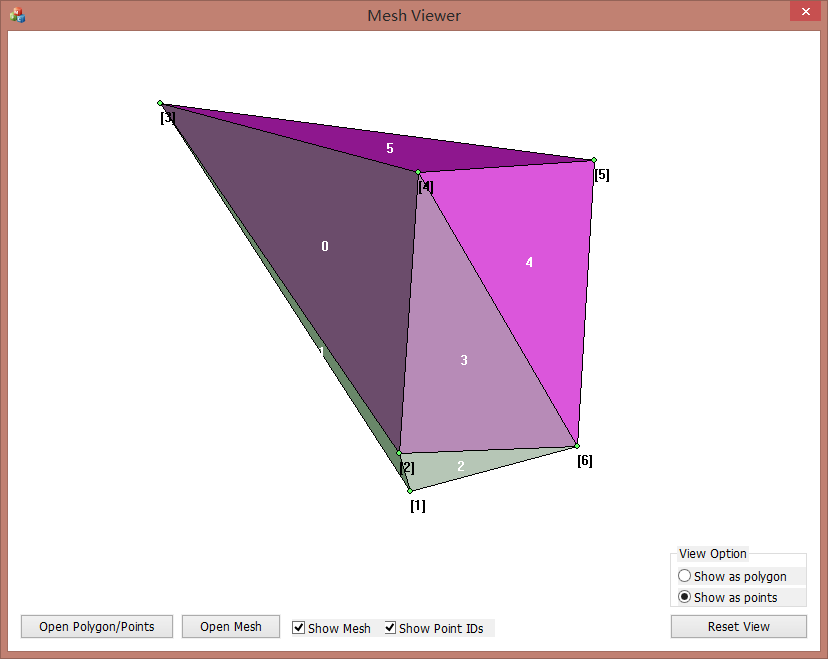 Mesh Viewer
[3]
5
[5]
[4]
0
4
1
3
[2]
2
[6]
[1]
View Option
Show as polygon
Show as points
Open Polygon/Points Open Mesh Show Mesh Show Point IDs Reset View